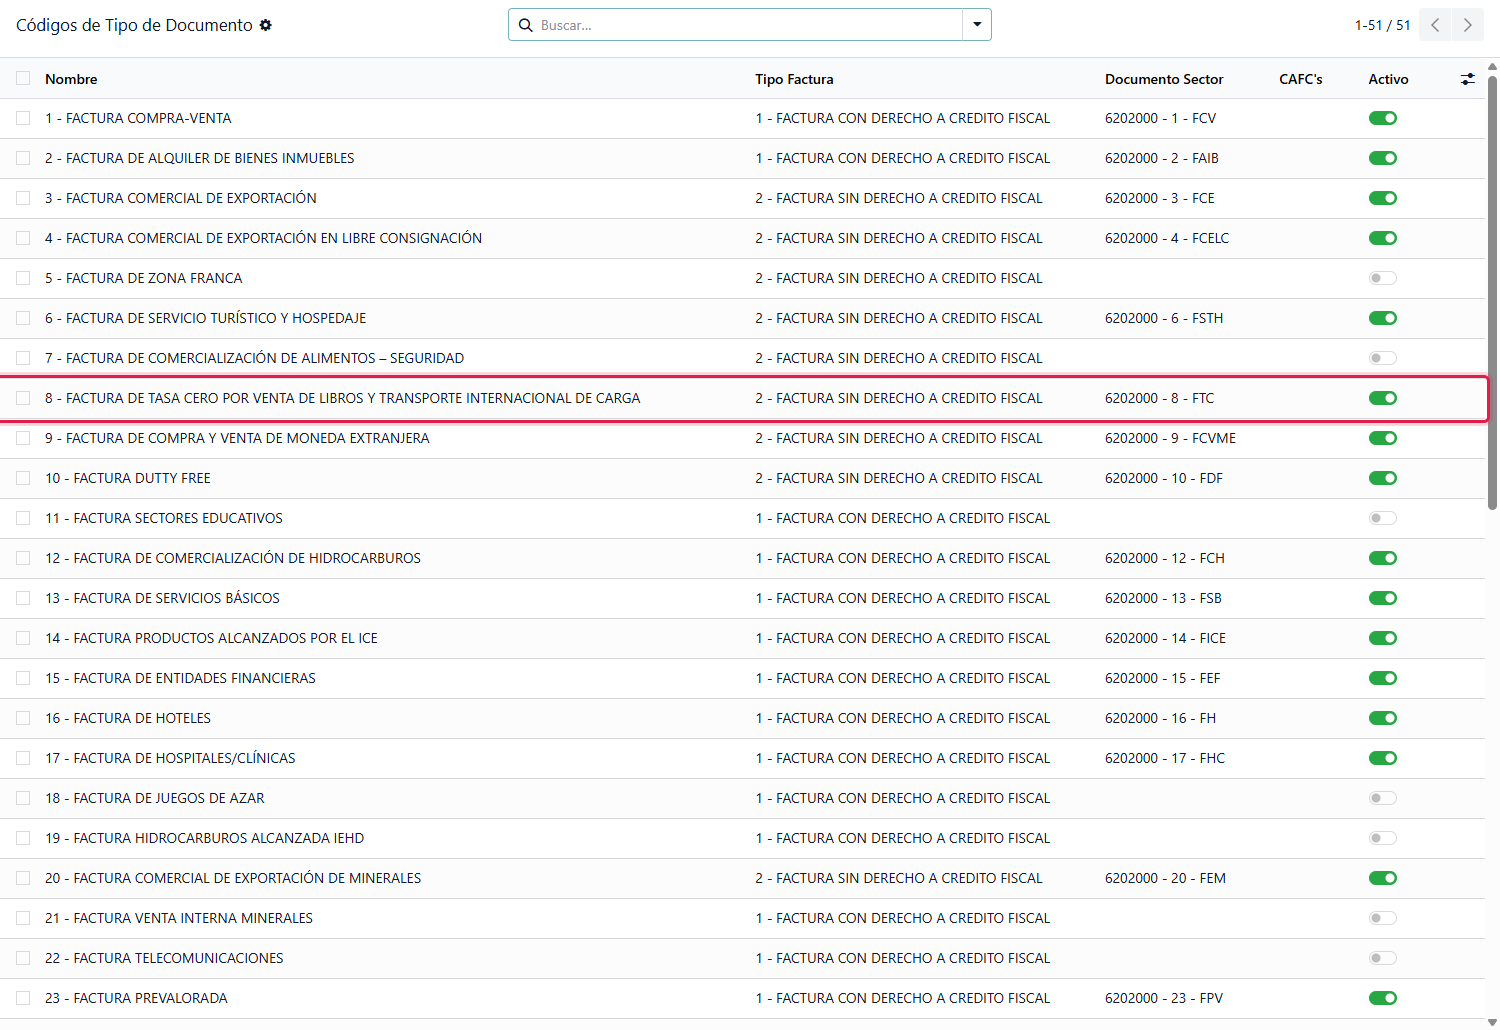 Códigos de Tipo de Documento
Buscar...
1-51 / 51
Nombre Tipo Factura Documento Sector CAFC's Activo
1 - FACTURA COMPRA-VENTA 1 - FACTURA CON DERECHO A CREDITO FISCAL 6202000 - 1 - FCV
2 - FACTURA DE ALQUILER DE BIENES INMUEBLES 1 - FACTURA CON DERECHO A CREDITO FISCAL 6202000 - 2 - FAIB
3 - FACTURA COMERCIAL DE EXPORTACIÓN 2 - FACTURA SIN DERECHO A CREDITO FISCAL 6202000 - 3 - FCE
4 - FACTURA COMERCIAL DE EXPORTACIÓN EN LIBRE CONSIGNACIÓN 2 - FACTURA SIN DERECHO A CREDITO FISCAL 6202000 - 4 - FCELC
5 - FACTURA DE ZONA FRANCA 2 - FACTURA SIN DERECHO A CREDITO FISCAL
6 - FACTURA DE SERVICIO TURÍSTICO Y HOSPEDAJE 2 - FACTURA SIN DERECHO A CREDITO FISCAL 6202000 - 6 - FSTH
7 - FACTURA DE COMERCIALIZACIÓN DE ALIMENTOS – SEGURIDAD 2 - FACTURA SIN DERECHO A CREDITO FISCAL
8 - FACTURA DE TASA CERO POR VENTA DE LIBROS Y TRANSPORTE INTERNACIONAL DE CARGA 2 - FACTURA SIN DERECHO A CREDITO FISCAL 6202000 - 8 - FTC
9 - FACTURA DE COMPRA Y VENTA DE MONEDA EXTRANJERA 2 - FACTURA SIN DERECHO A CREDITO FISCAL 6202000 - 9 - FCVME
10 - FACTURA DUTTY FREE 2 - FACTURA SIN DERECHO A CREDITO FISCAL 6202000 - 10 - FDF
11 - FACTURA SECTORES EDUCATIVOS 1 - FACTURA CON DERECHO A CREDITO FISCAL
12 - FACTURA DE COMERCIALIZACIÓN DE HIDROCARBUROS 1 - FACTURA CON DERECHO A CREDITO FISCAL 6202000 - 12 - FCH
13 - FACTURA DE SERVICIOS BÁSICOS 1 - FACTURA CON DERECHO A CREDITO FISCAL 6202000 - 13 - FSB
14 - FACTURA PRODUCTOS ALCANZADOS POR EL ICE 1 - FACTURA CON DERECHO A CREDITO FISCAL 6202000 - 14 - FICE
15 - FACTURA DE ENTIDADES FINANCIERAS 1 - FACTURA CON DERECHO A CREDITO FISCAL 6202000 - 15 - FEF
16 - FACTURA DE HOTELES 1 - FACTURA CON DERECHO A CREDITO FISCAL 6202000 - 16 - FH
17 - FACTURA DE HOSPITALES/CLÍNICAS 1 - FACTURA CON DERECHO A CREDITO FISCAL 6202000 - 17 - FHC
18 - FACTURA DE JUEGOS DE AZAR 1 - FACTURA CON DERECHO A CREDITO FISCAL
19 - FACTURA HIDROCARBUROS ALCANZADA IEHD 1 - FACTURA CON DERECHO A CREDITO FISCAL
20 - FACTURA COMERCIAL DE EXPORTACIÓN DE MINERALES 2 - FACTURA SIN DERECHO A CREDITO FISCAL 6202000 - 20 - FEM
21 - FACTURA VENTA INTERNA MINERALES 1 - FACTURA CON DERECHO A CREDITO FISCAL
22 - FACTURA TELECOMUNICACIONES 1 - FACTURA CON DERECHO A CREDITO FISCAL
23 - FACTURA PREVALORADA 1 - FACTURA CON DERECHO A CREDITO FISCAL 6202000 - 23 - FPV